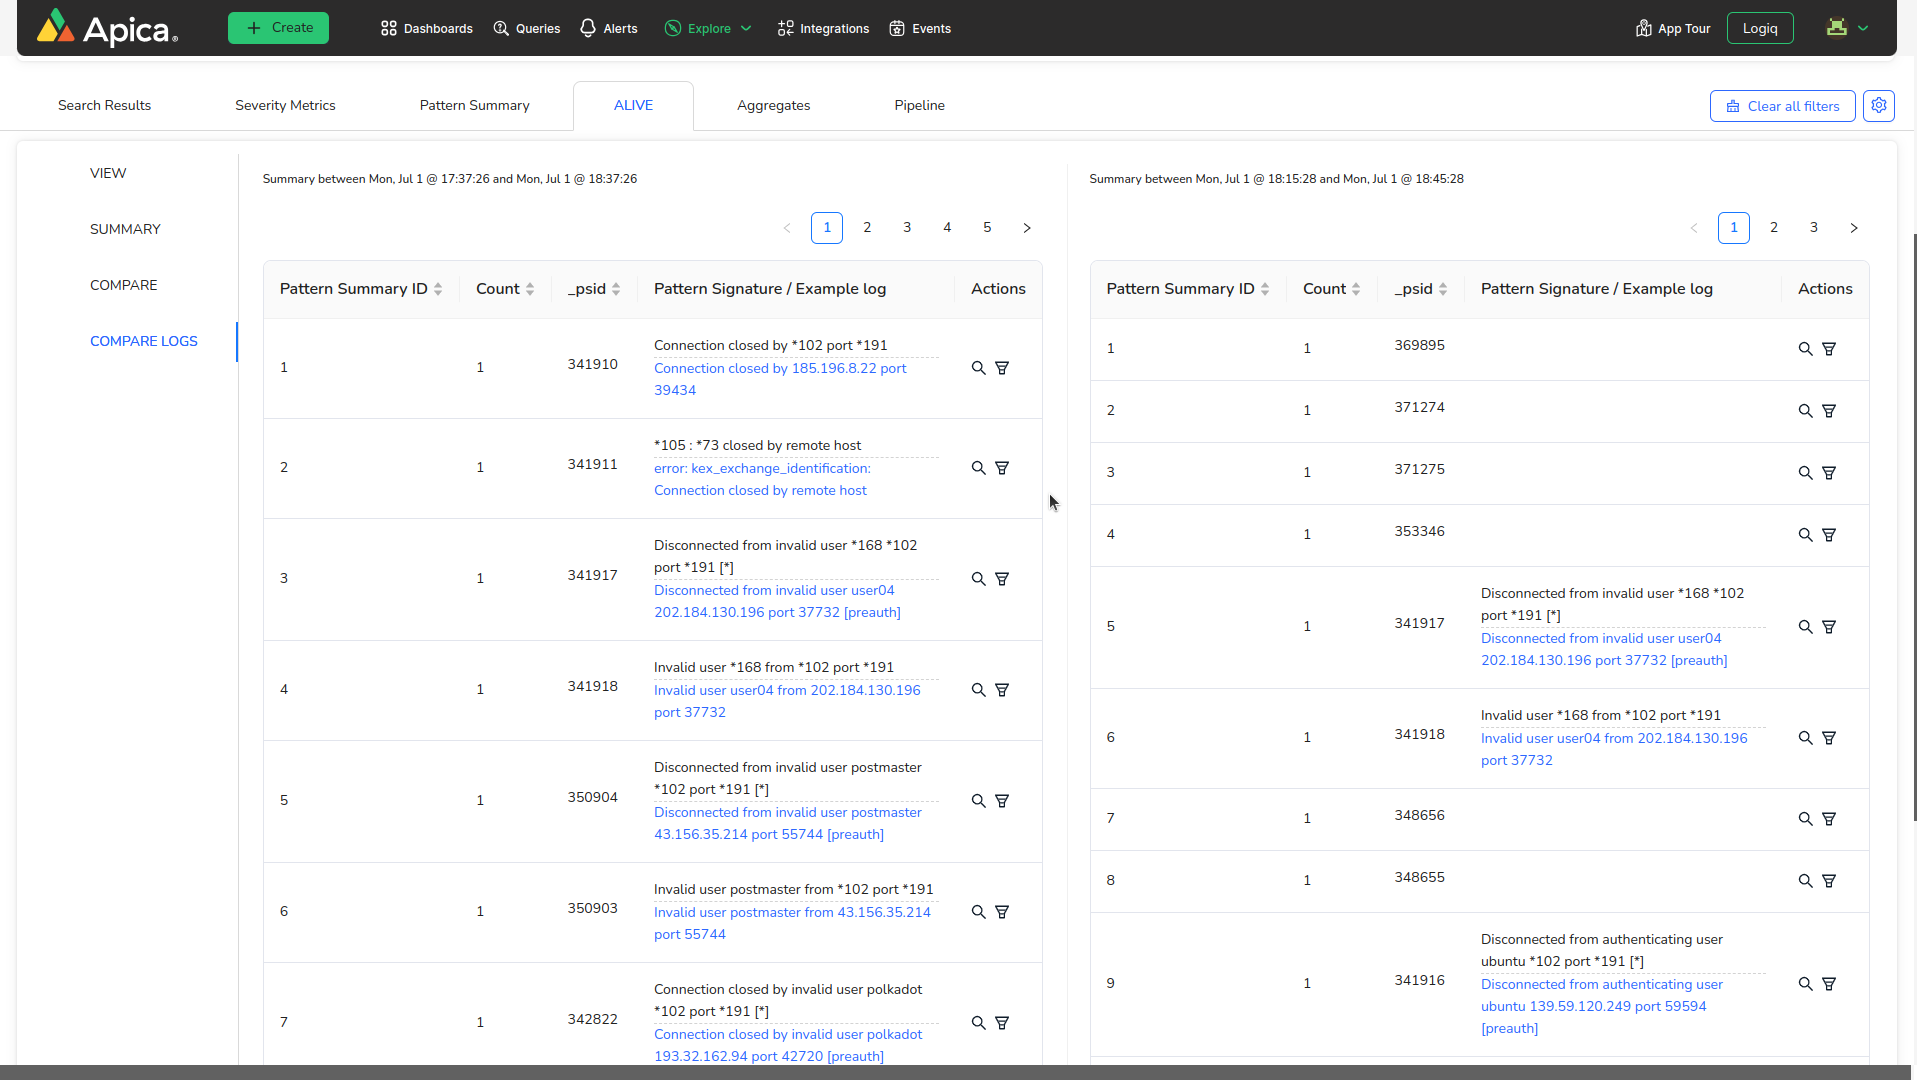 Apica
Create
Dashboards
Queries
Alerts
Explore
Integrations
Events
App Tour
Logiq
Search Results
Severity Metrics
Pattern Summary
ALIVE
Aggregates
Pipeline
Clear all filters
VIEW
SUMMARY
COMPARE
COMPARE LOGS
Summary between Mon, Jul 1 @ 17:37:26 and Mon, Jul 1 @ 18:37:26
< 1 2 3 4 5 >
Pattern Summary ID Count _psid Pattern Signature / Example log Actions
1 1 341910
Connection closed by *102 port *191
Connection closed by 185.196.8.22 port
39434
2 1 341911
*105 : *73 closed by remote host
error: kex_exchange_identification:
Connection closed by remote host
3 1 341917
Disconnected from invalid user *168 *102
port *191 [*]
Disconnected from invalid user user04
202.184.130.196 port 37732 [preauth]
4 1 341918
Invalid user *168 from *102 port *191
Invalid user user04 from 202.184.130.196
port 37732
5 1 350904
Disconnected from invalid user postmaster
*102 port *191 [*]
Disconnected from invalid user postmaster
43.156.35.214 port 55744 [preauth]
6 1 350903
Invalid user postmaster from *102 port *191
Invalid user postmaster from 43.156.35.214
port 55744
7 1 342822
Connection closed by invalid user polkadot
*102 port *191 [*]
Connection closed by invalid user polkadot
193.32.162.94 port 42720 [preauth]
Summary between Mon, Jul 1 @ 18:15:28 and Mon, Jul 1 @ 18:45:28
< 1 2 3 >
Pattern Summary ID Count _psid Pattern Signature / Example log Actions
1 1 369895
2 1 371274
3 1 371275
4 1 353346
5 1 341917
Disconnected from invalid user *168 *102
port *191 [*]
Disconnected from invalid user user04
202.184.130.196 port 37732 [preauth]
6 1 341918
Invalid user *168 from *102 port *191
Invalid user user04 from 202.184.130.196
port 37732
7 1 348656
8 1 348655
9 1 341916
Disconnected from authenticating user
ubuntu *102 port *191 [*]
Disconnected from authenticating user
ubuntu 139.59.120.249 port 59594
[preauth]